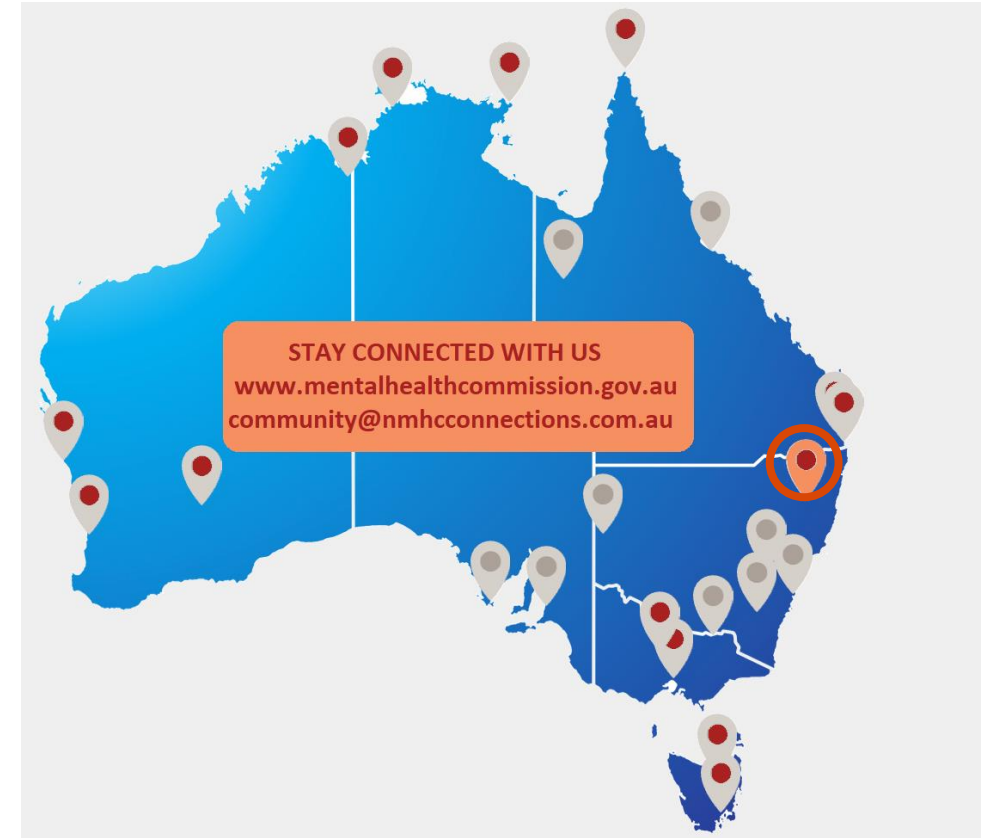 STAY CONNECTED WITH US
www.mentalhealthcommission.gov.au
community@nmhcconnections.com.au